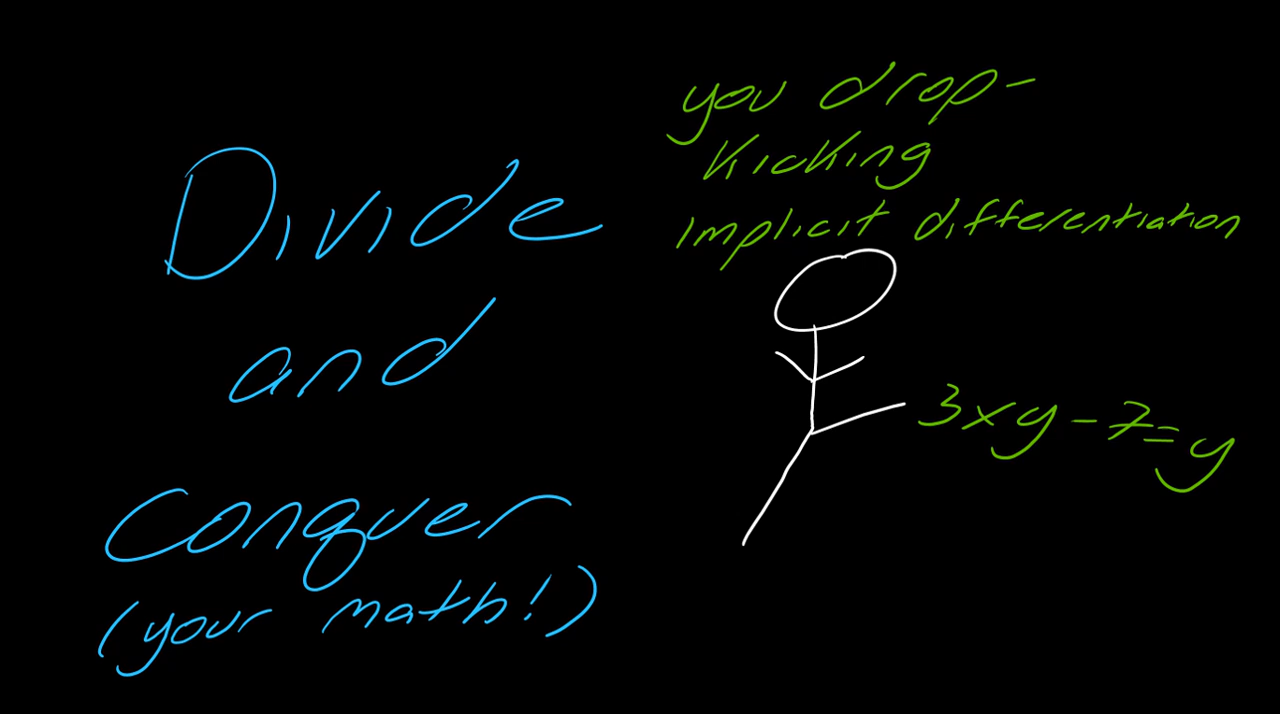 Divide
and
Conquer
(your math!)
you drop-
kicking
implicit differentiation
3xy-7=y